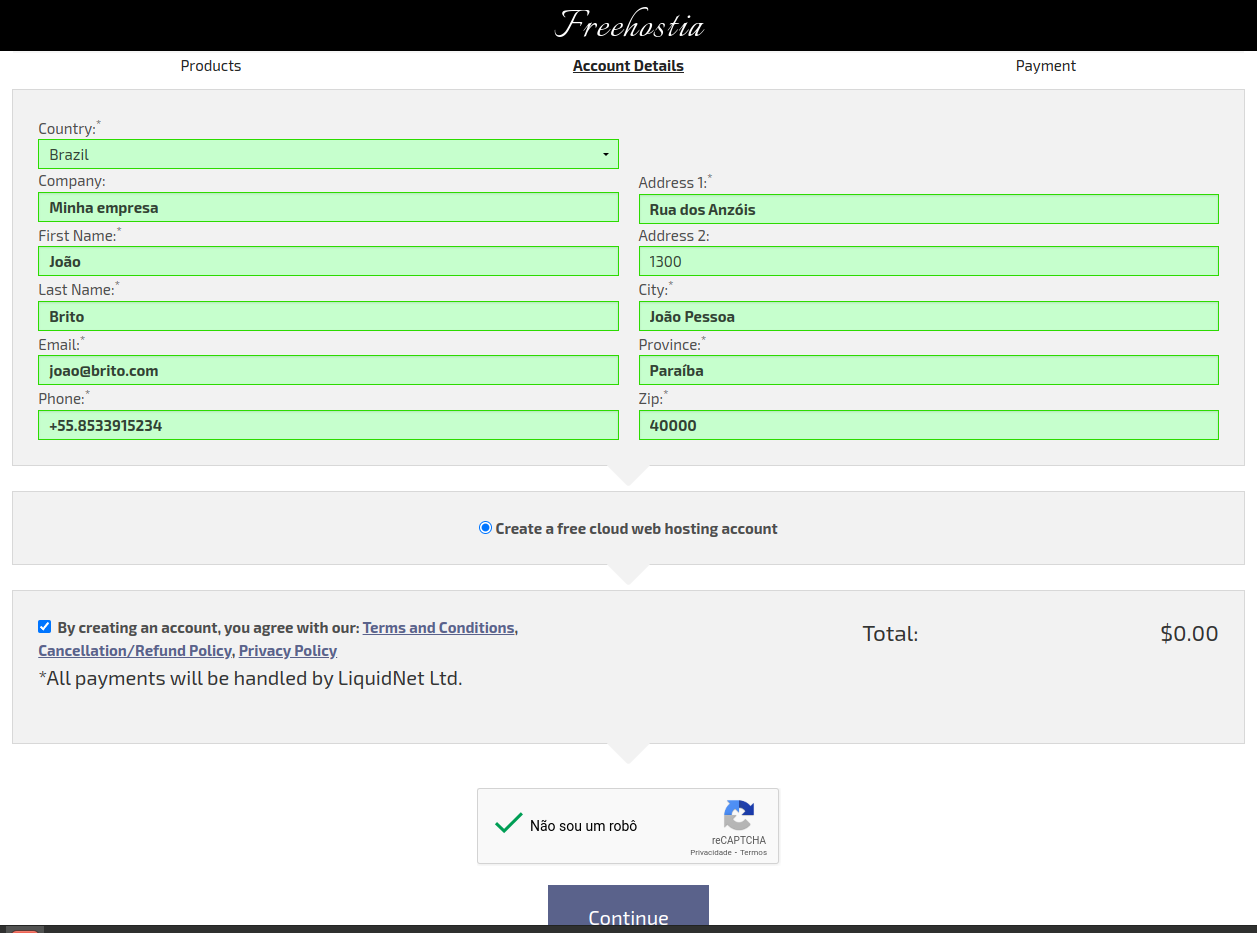 Freehostia
Products Account Details Payment
Country:*
Brazil
Company:
Minha empresa
First Name:*
João
Last Name:*
Brito
Email:*
joao@brito.com
Phone:*
+55.8533915234
Address 1:*
Rua dos Anzóis
Address 2:
1300
City:*
João Pessoa
Province:*
Paraíba
Zip:*
40000
Create a free cloud web hosting account
By creating an account, you agree with our: Terms and Conditions,
Cancellation/Refund Policy, Privacy Policy
*All payments will be handled by LiquidNet Ltd.
Total: $0.00
Não sou um robô
reCAPTCHA
Privacidade - Termos
Continue